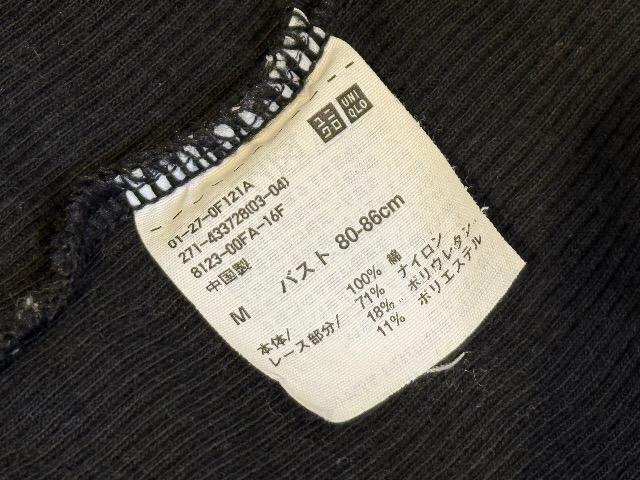 ユニクロ UNIQLO
01-27-0F121A
271-433728(03-04)
8123-00FA-16F
中国製
M バスト 80-86cm
本体/ 100% 綿
レース部分/ 71% ナイロン
18% ポリウレタン
11% ポリエステル